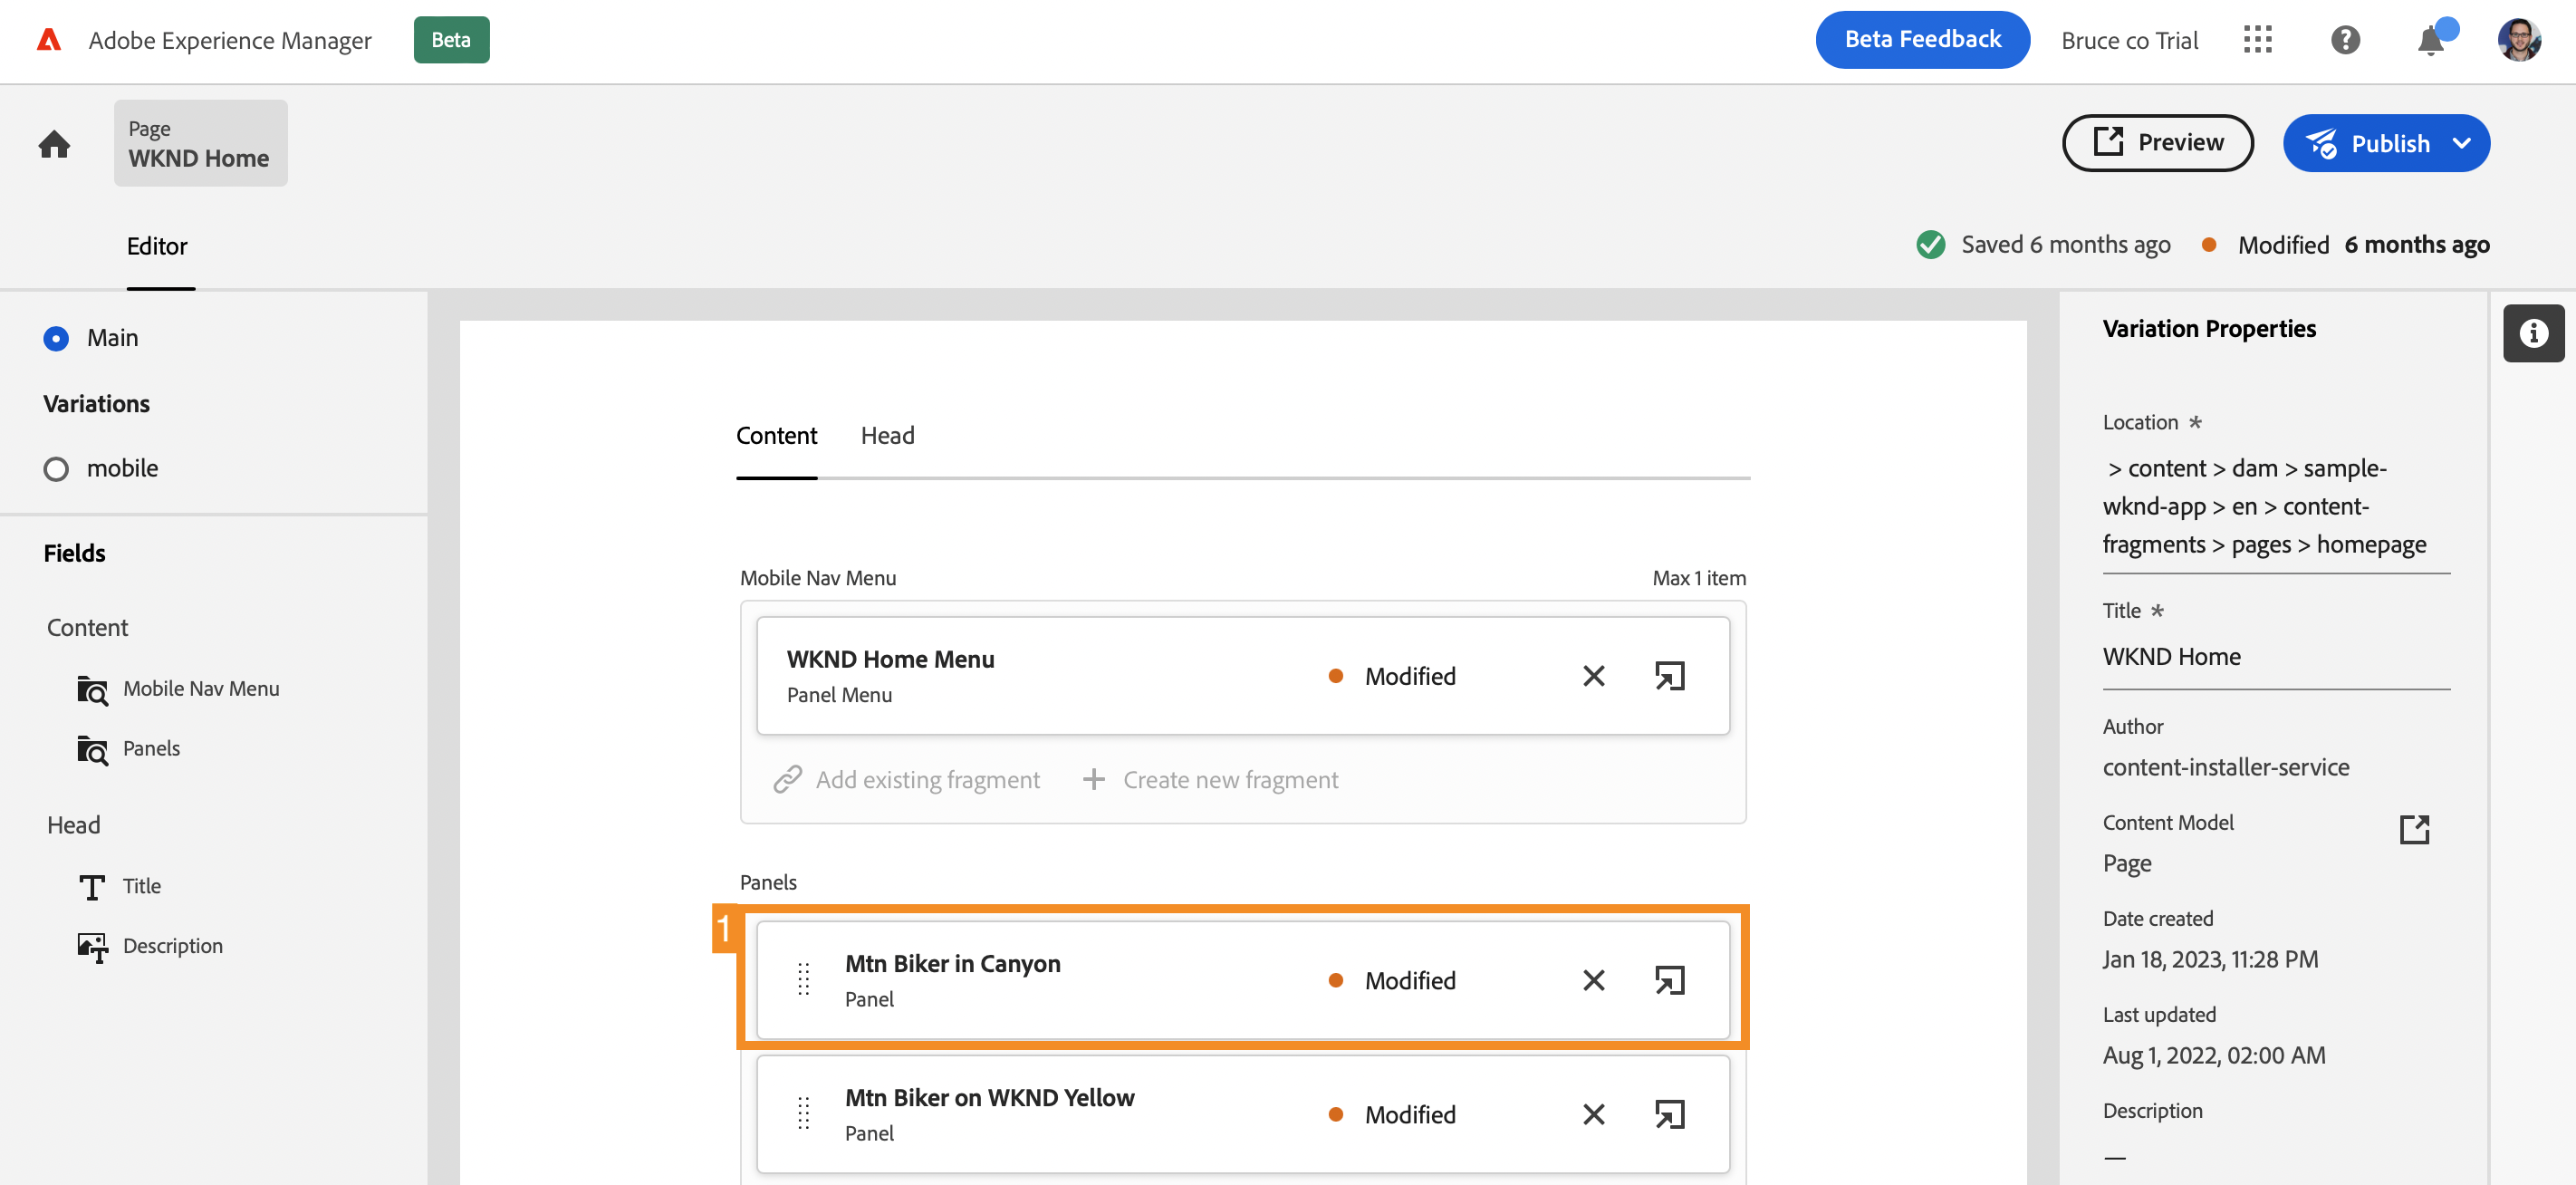 Adobe Experience Manager
Beta
Beta Feedback
Bruce co Trial
Page
WKND Home
Preview
Publish
Editor
Saved 6 months ago
Modified 6 months ago
Main
Variations
mobile
Fields
Content
Mobile Nav Menu
Panels
Head
Title
Description
Content
Head
Mobile Nav Menu
Max 1 item
WKND Home Menu
Panel Menu
Modified
Add existing fragment
Create new fragment
Panels
1
Mtn Biker in Canyon
Panel
Modified
Mtn Biker on WKND Yellow
Panel
Modified
Variation Properties
Location *
> content > dam > sample-
wknd-app > en > content-
fragments > pages > homepage
Title *
WKND Home
Author
content-installer-service
Content Model
Page
Date created
Jan 18, 2023, 11:28 PM
Last updated
Aug 1, 2022, 02:00 AM
Description
—